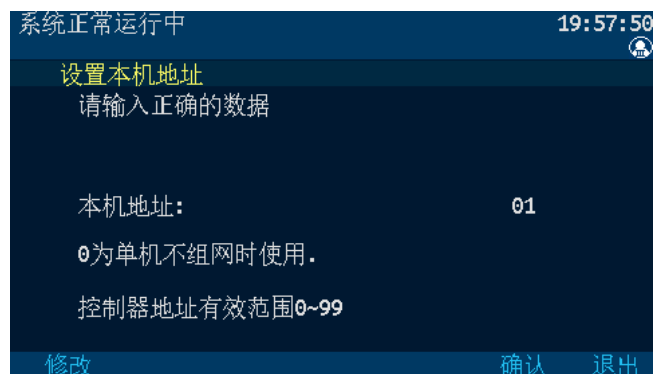 系统正常运行中 19:57:50
设置本机地址
请输入正确的数据
本机地址: 01
0为单机不组网时使用.
控制器地址有效范围0~99
修改 确认 退出